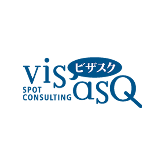 ビザスク
visasQ
SPOT
CONSULTING